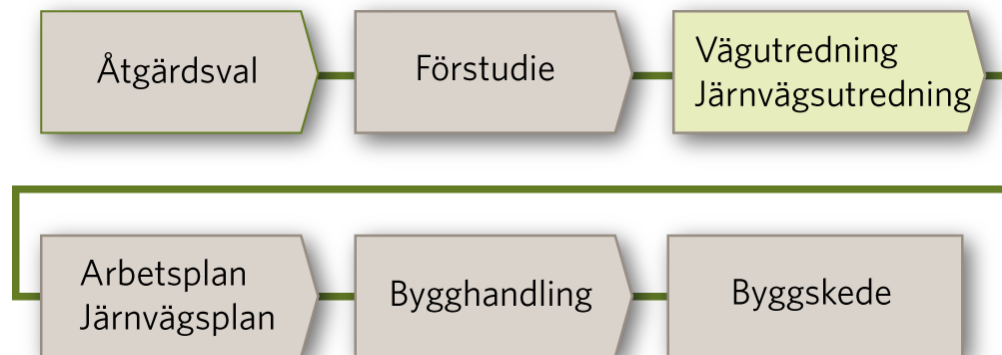 Åtgärdsval
Förstudie
Vägutredning
Järnvägsutredning
Arbetsplan
Järnvägsplan
Bygghandling
Byggskede